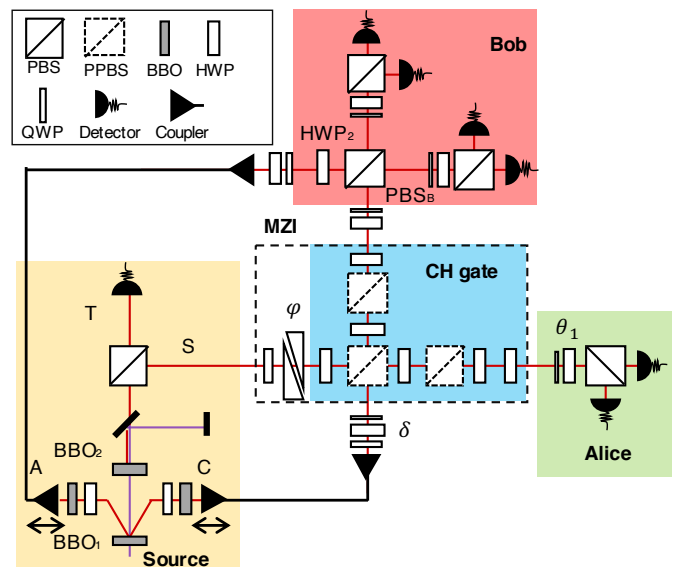 PBS PPBS BBO HWP
QWP Detector Coupler
Bob
HWP₂
PBS_B
MZI
CH gate
φ
T
S
θ₁
δ
Alice
BBO₂
A
C
BBO₁
Source